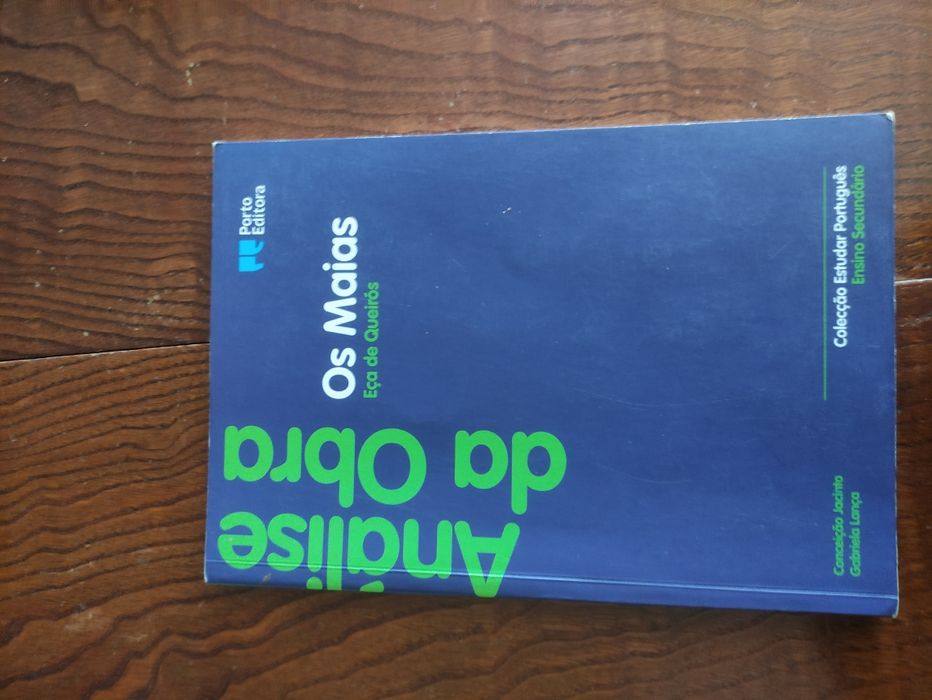 Porto
Editora
Os Maias
Eça de Queirós
Análise
da Obra
Colecção Estudar Português
Ensino Secundário
Conceição Jacinto
Gabriela Lança